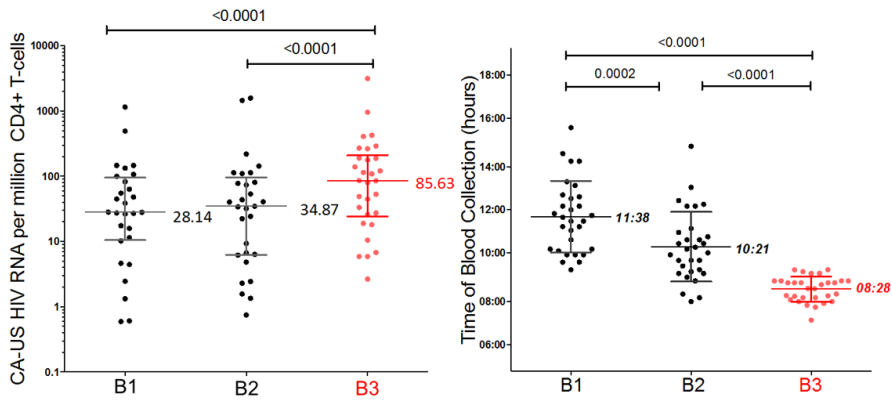 <0.0001
<0.0001
CA-US HIV RNA per million CD4+ T-cells
10000
1000
100
10
1
0.1
28.14
34.87
85.63
B1
B2
B3
<0.0001
0.0002
<0.0001
Time of Blood Collection (hours)
18:00
14:00
12:00
10:00
08:00
06:00
11:38
10:21
08:28
B1
B2
B3